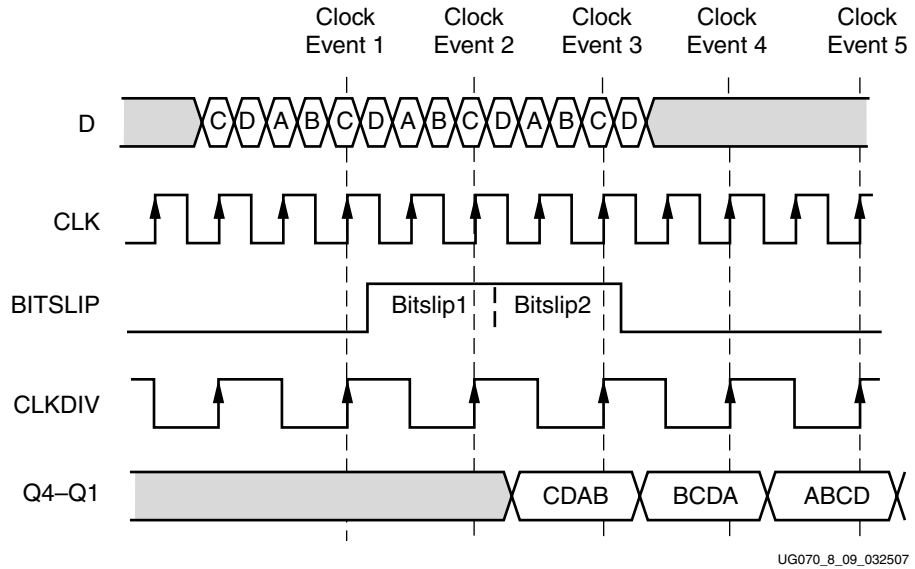 Clock Event 1
Clock Event 2
Clock Event 3
Clock Event 4
Clock Event 5
D
C D A B C D A B C D A B C D
CLK
BITSLIP
Bitslip1
Bitslip2
CLKDIV
Q4–Q1
CDAB
BCDA
ABCD
UG070_8_09_032507